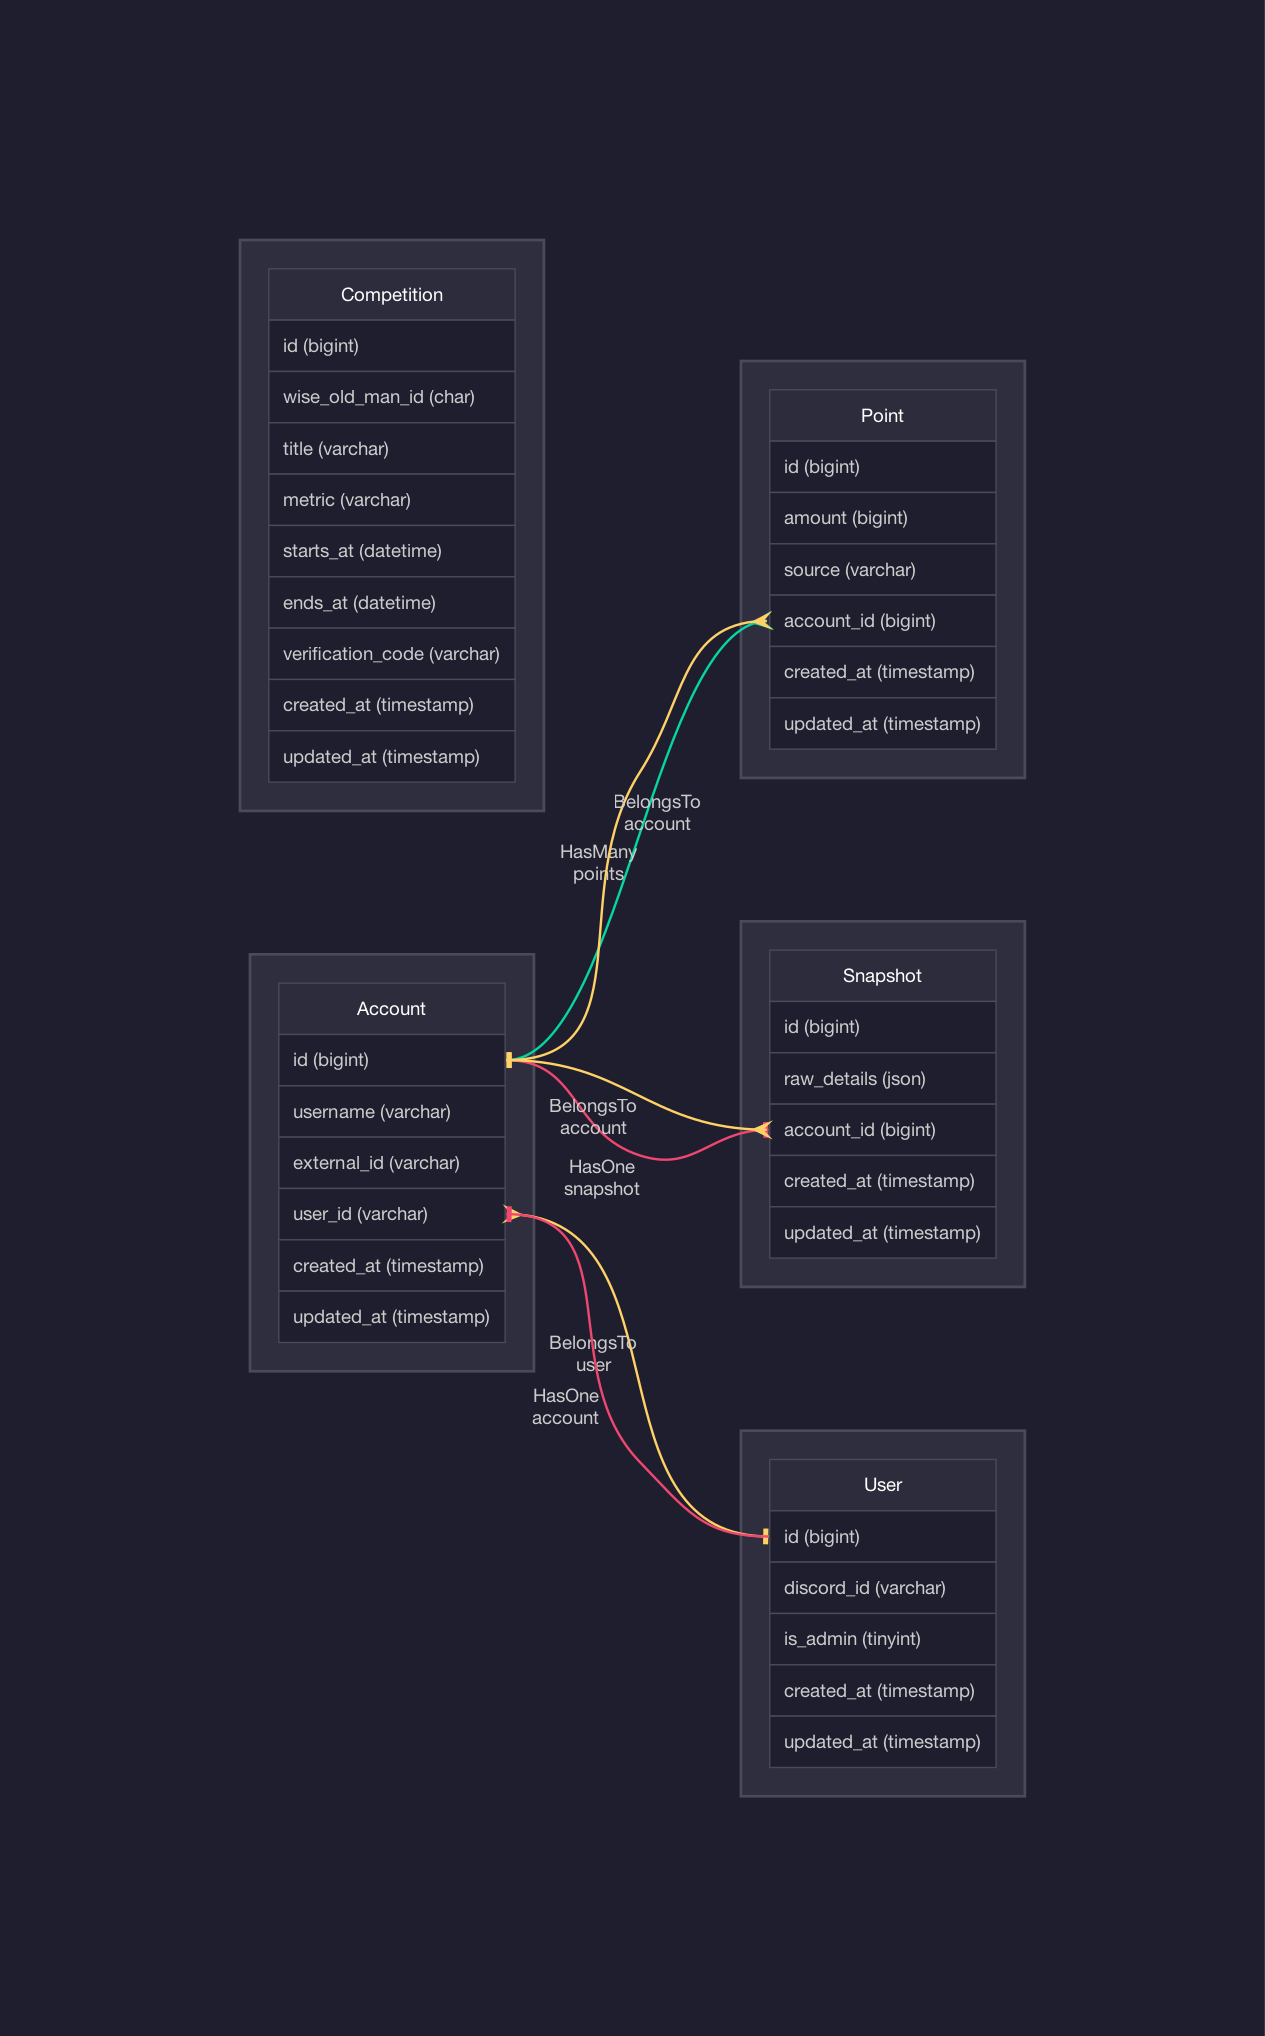 Competition
id (bigint)
wise_old_man_id (char)
title (varchar)
metric (varchar)
starts_at (datetime)
ends_at (datetime)
verification_code (varchar)
created_at (timestamp)
updated_at (timestamp)
Point
id (bigint)
amount (bigint)
source (varchar)
account_id (bigint)
created_at (timestamp)
updated_at (timestamp)
BelongsTo
account
HasMany
points
Account
id (bigint)
username (varchar)
external_id (varchar)
user_id (varchar)
created_at (timestamp)
updated_at (timestamp)
Snapshot
id (bigint)
raw_details (json)
account_id (bigint)
created_at (timestamp)
updated_at (timestamp)
BelongsTo
account
HasOne
snapshot
BelongsTo
user
HasOne
account
User
id (bigint)
discord_id (varchar)
is_admin (tinyint)
created_at (timestamp)
updated_at (timestamp)